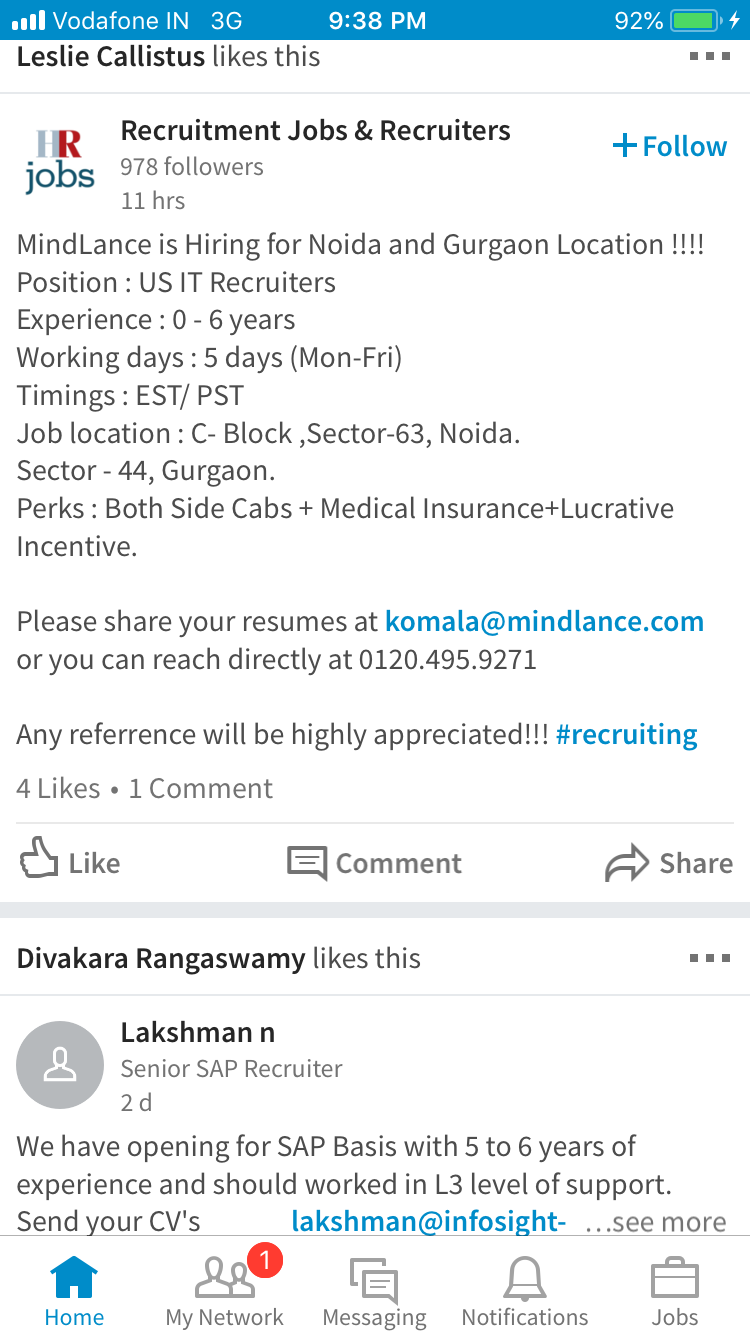 Vodafone IN 3G 9:38 PM 92%
Leslie Callistus likes this
HR jobs
Recruitment Jobs & Recruiters
978 followers
11 hrs
+ Follow
MindLance is Hiring for Noida and Gurgaon Location !!!!
Position : US IT Recruiters
Experience : 0 - 6 years
Working days : 5 days (Mon-Fri)
Timings : EST/ PST
Job location : C- Block ,Sector-63, Noida.
Sector - 44, Gurgaon.
Perks : Both Side Cabs + Medical Insurance+Lucrative
Incentive.
Please share your resumes at komala@mindlance.com
or you can reach directly at 0120.495.9271
Any referrence will be highly appreciated!!! #recruiting
4 Likes • 1 Comment
Like Comment Share
Divakara Rangaswamy likes this
Lakshman n
Senior SAP Recruiter
2 d
We have opening for SAP Basis with 5 to 6 years of
experience and should worked in L3 level of support.
Send your CV's lakshman@infosight- ...see more
1
Home My Network Messaging Notifications Jobs